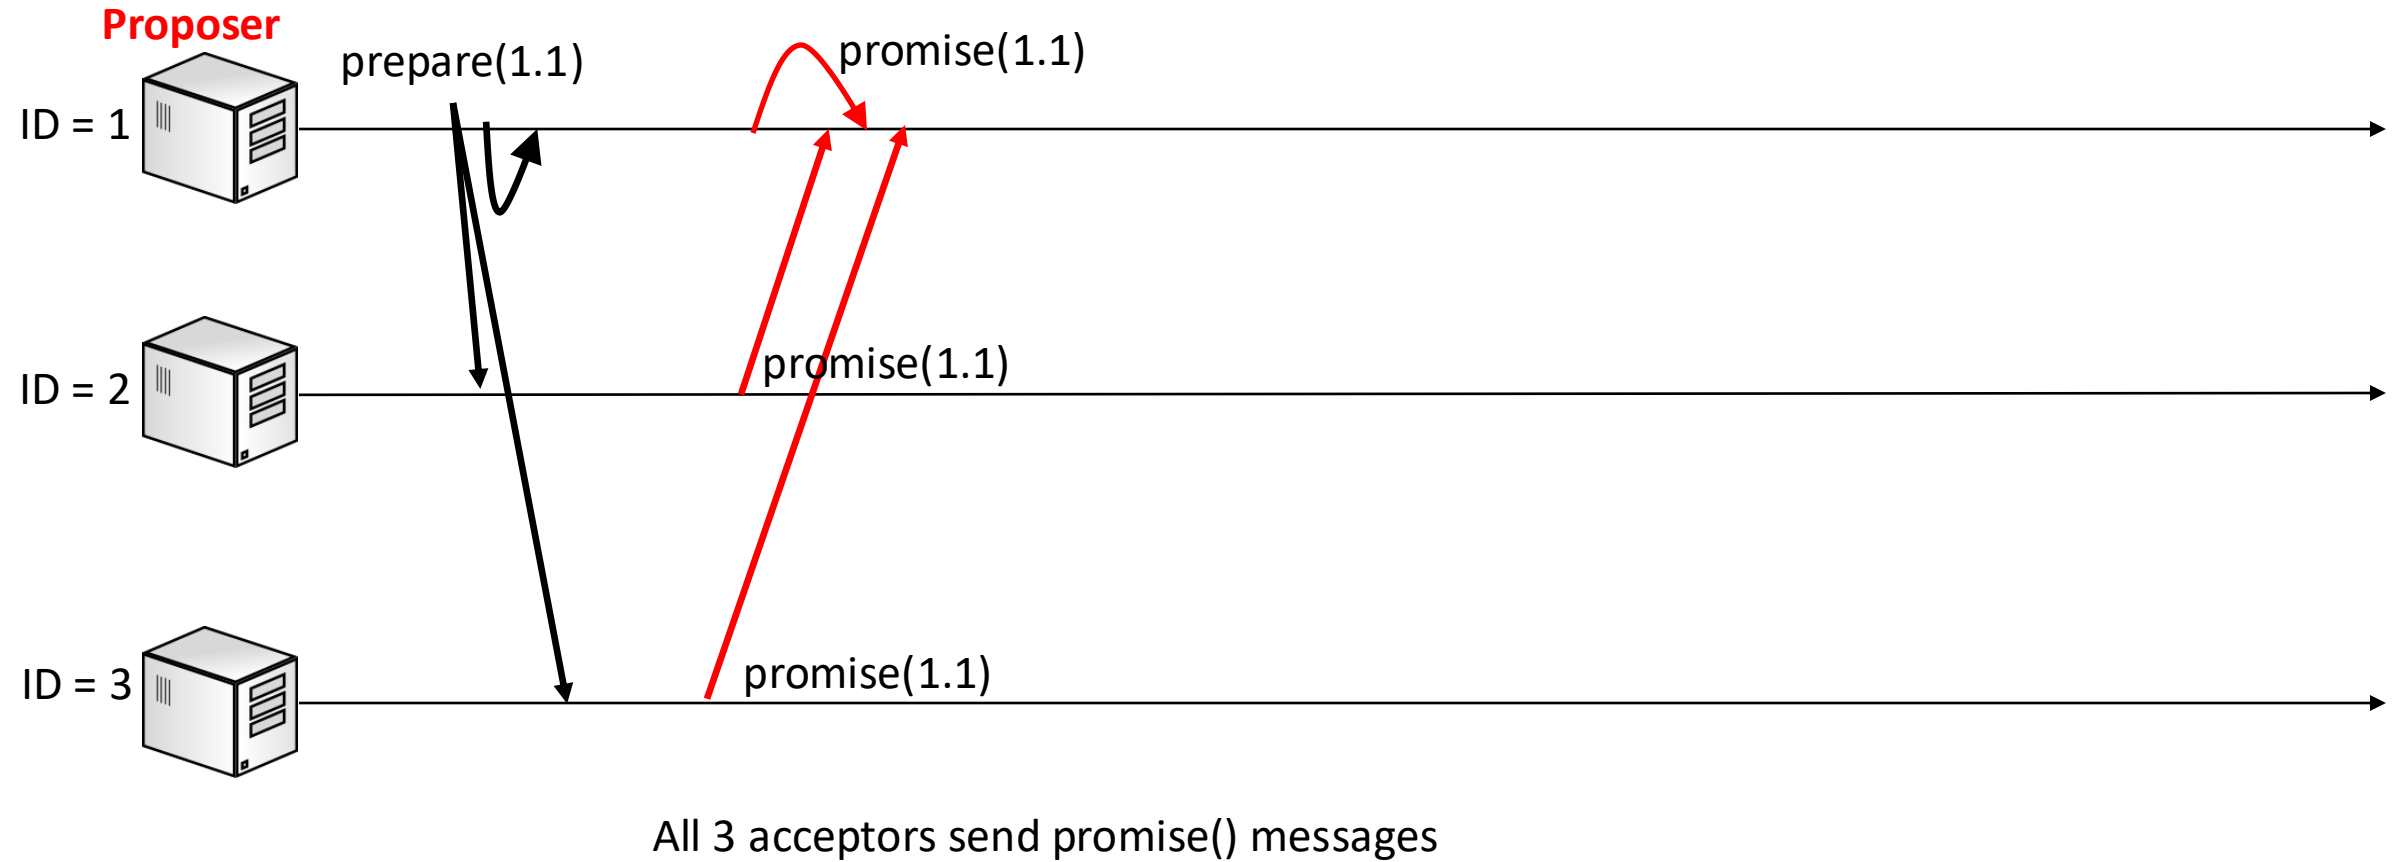 Proposer
prepare(1.1)
promise(1.1)
ID = 1
promise(1.1)
ID = 2
promise(1.1)
ID = 3
All 3 acceptors send promise() messages